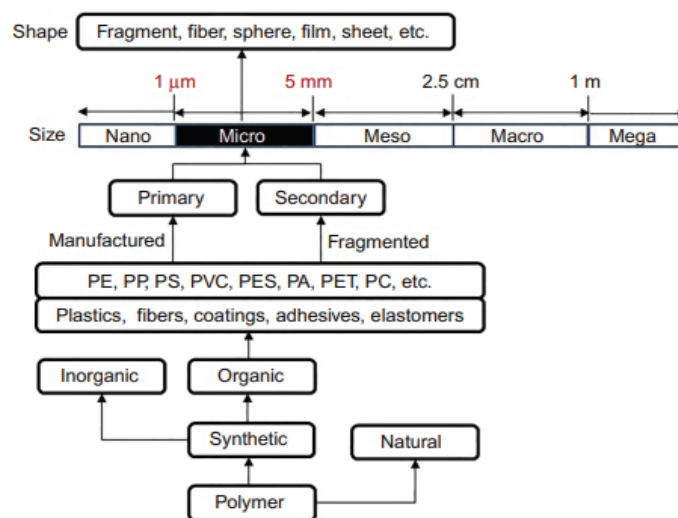 Shape Fragment, fiber, sphere, film, sheet, etc.
1 μm 5 mm 2.5 cm 1 m
Size Nano Micro Meso Macro Mega
Primary Secondary
Manufactured Fragmented
PE, PP, PS, PVC, PES, PA, PET, PC, etc.
Plastics, fibers, coatings, adhesives, elastomers
Inorganic Organic
Synthetic Natural
Polymer